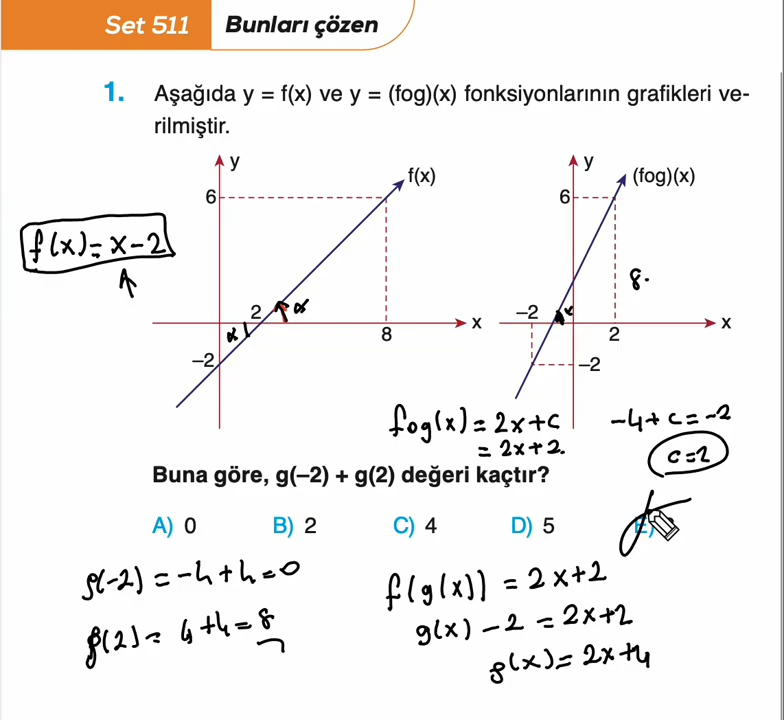 Set 511 Bunları çözen
1. Aşağıda y = f(x) ve y = (fog)(x) fonksiyonlarının grafikleri ve-
rilmiştir.
y
f(x)
6
2
α
α
8
x
−2
f(x) = x − 2
y
(fog)(x)
6
8.
−2
2
x
−2
fog(x) = 2x + c
= 2x + 2.
−4 + c = −2
c = 2
Buna göre, g(−2) + g(2) değeri kaçtır?
A) 0 B) 2 C) 4 D) 5 E)
g(−2) = −4 + 4 = 0
g(2) = 4 + 4 = 8
f(g(x)) = 2x + 2
g(x) − 2 = 2x + 2
g(x) = 2x + 4